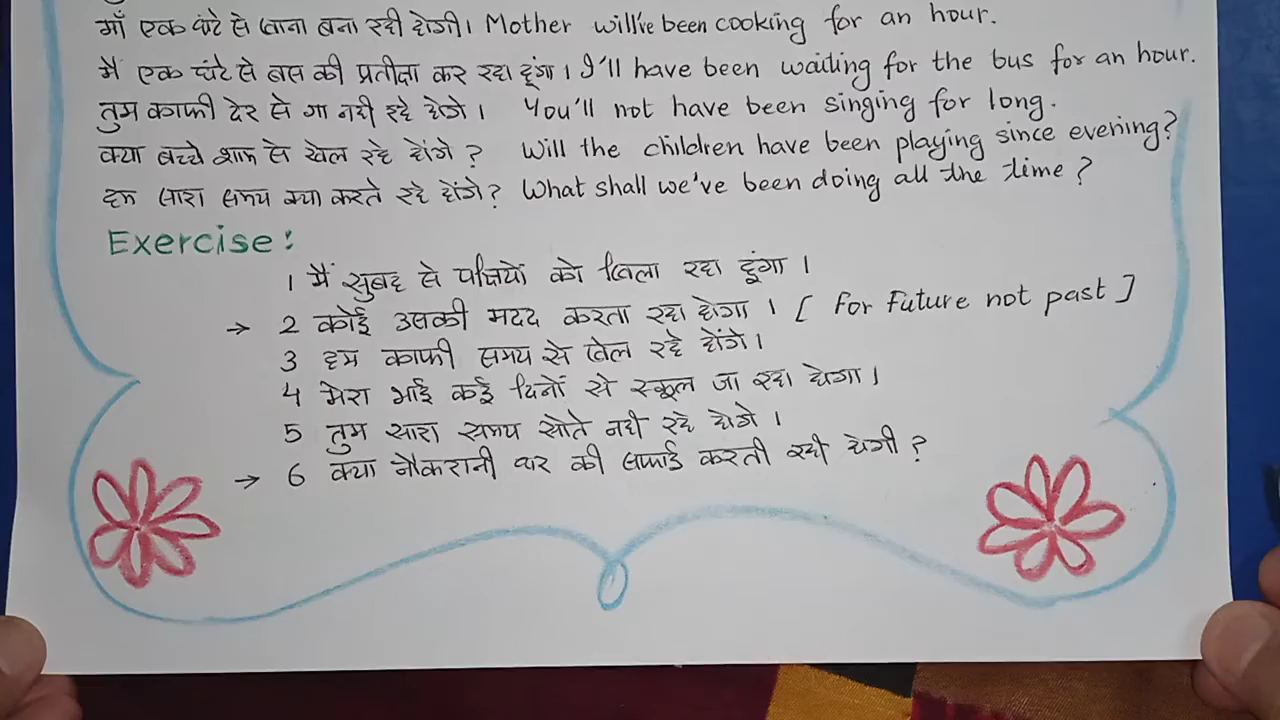 माँ एक घंटे से खाना बना रही होगी। Mother will've been cooking for an hour.
मैं एक घंटे से बस की प्रतीक्षा कर रहा हूंगा। I'll have been waiting for the bus for an hour.
तुम काफी देर से गा नही रहे होगे। You'll not have been singing for long.
क्या बच्चे शाम से खेल रहे होंगे? Will the children have been playing since evening?
हम सारा समय क्या करते रहे होंगे? What shall we've been doing all the time?
Exercise:
1 मैं सुबह से पक्षियों को खिला रहा हूंगा।
→ 2 कोई उसकी मदद करता रहा होगा। [ For Future not past ]
3 हम काफी समय से खेल रहे होंगे।
4 मेरा भाई कई दिनों से स्कूल जा रहा होगा।
5 तुम सारा समय सोते नही रहे होगे।
→ 6 क्या नौकरानी घर की सफाई करती रही होगी?